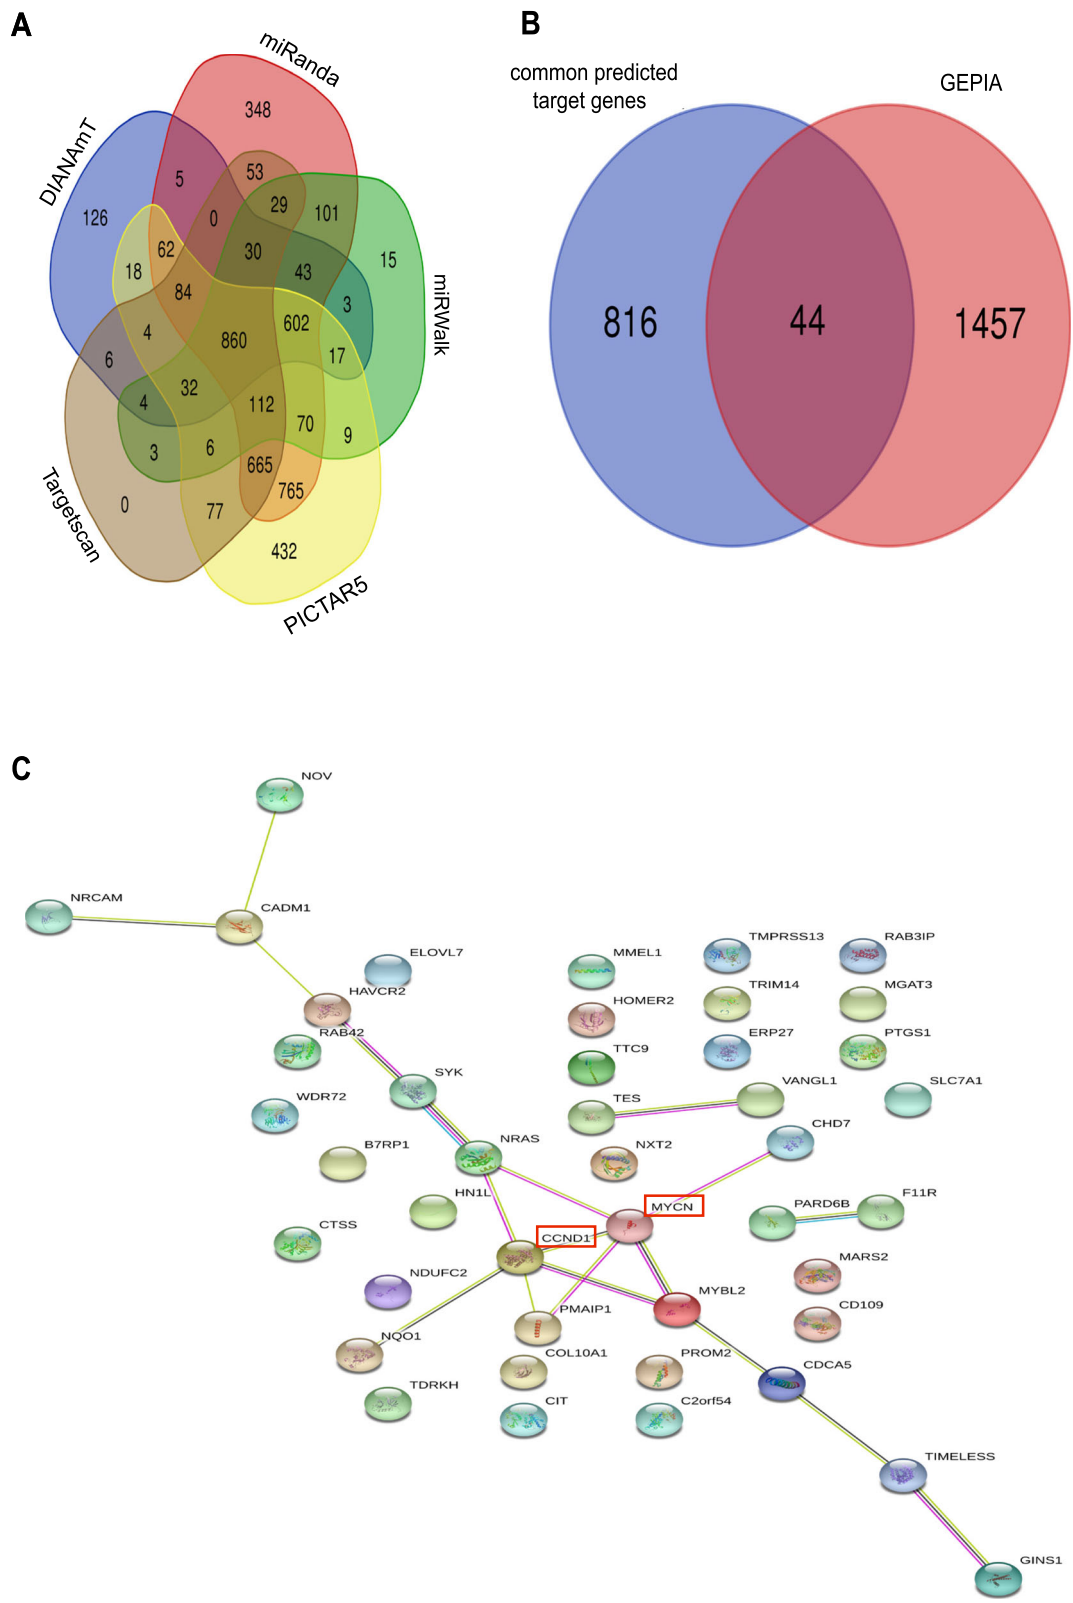 A
miRanda
DIANAmT
miRWalk
Targetscan
PICTAR5
348
5
53
126
0
29
101
62
30
15
18
43
84
3
4
860
602
6
17
32
4
112
70
9
3
6
665
0
77
765
432
B
common predicted
target genes
GEPIA
816
44
1457
C
NOV
NRCAM
CADM1
ELOVL7
HAVCR2
RAB42
SYK
WDR72
B7RP1
NRAS
HN1L
CTSS
CCND1
MYCN
NDUFC2
NQO1
TDRKH
PMAIP1
COL10A1
CIT
MYBL2
PROM2
C2orf54
CDCA5
TIMELESS
GINS1
MMEL1
HOMER2
TTC9
TES
NXT2
TMPRSS13
TRIM14
ERP27
VANGL1
CHD7
RAB3IP
MGAT3
PTGS1
SLC7A1
PARD6B
F11R
MARS2
CD109